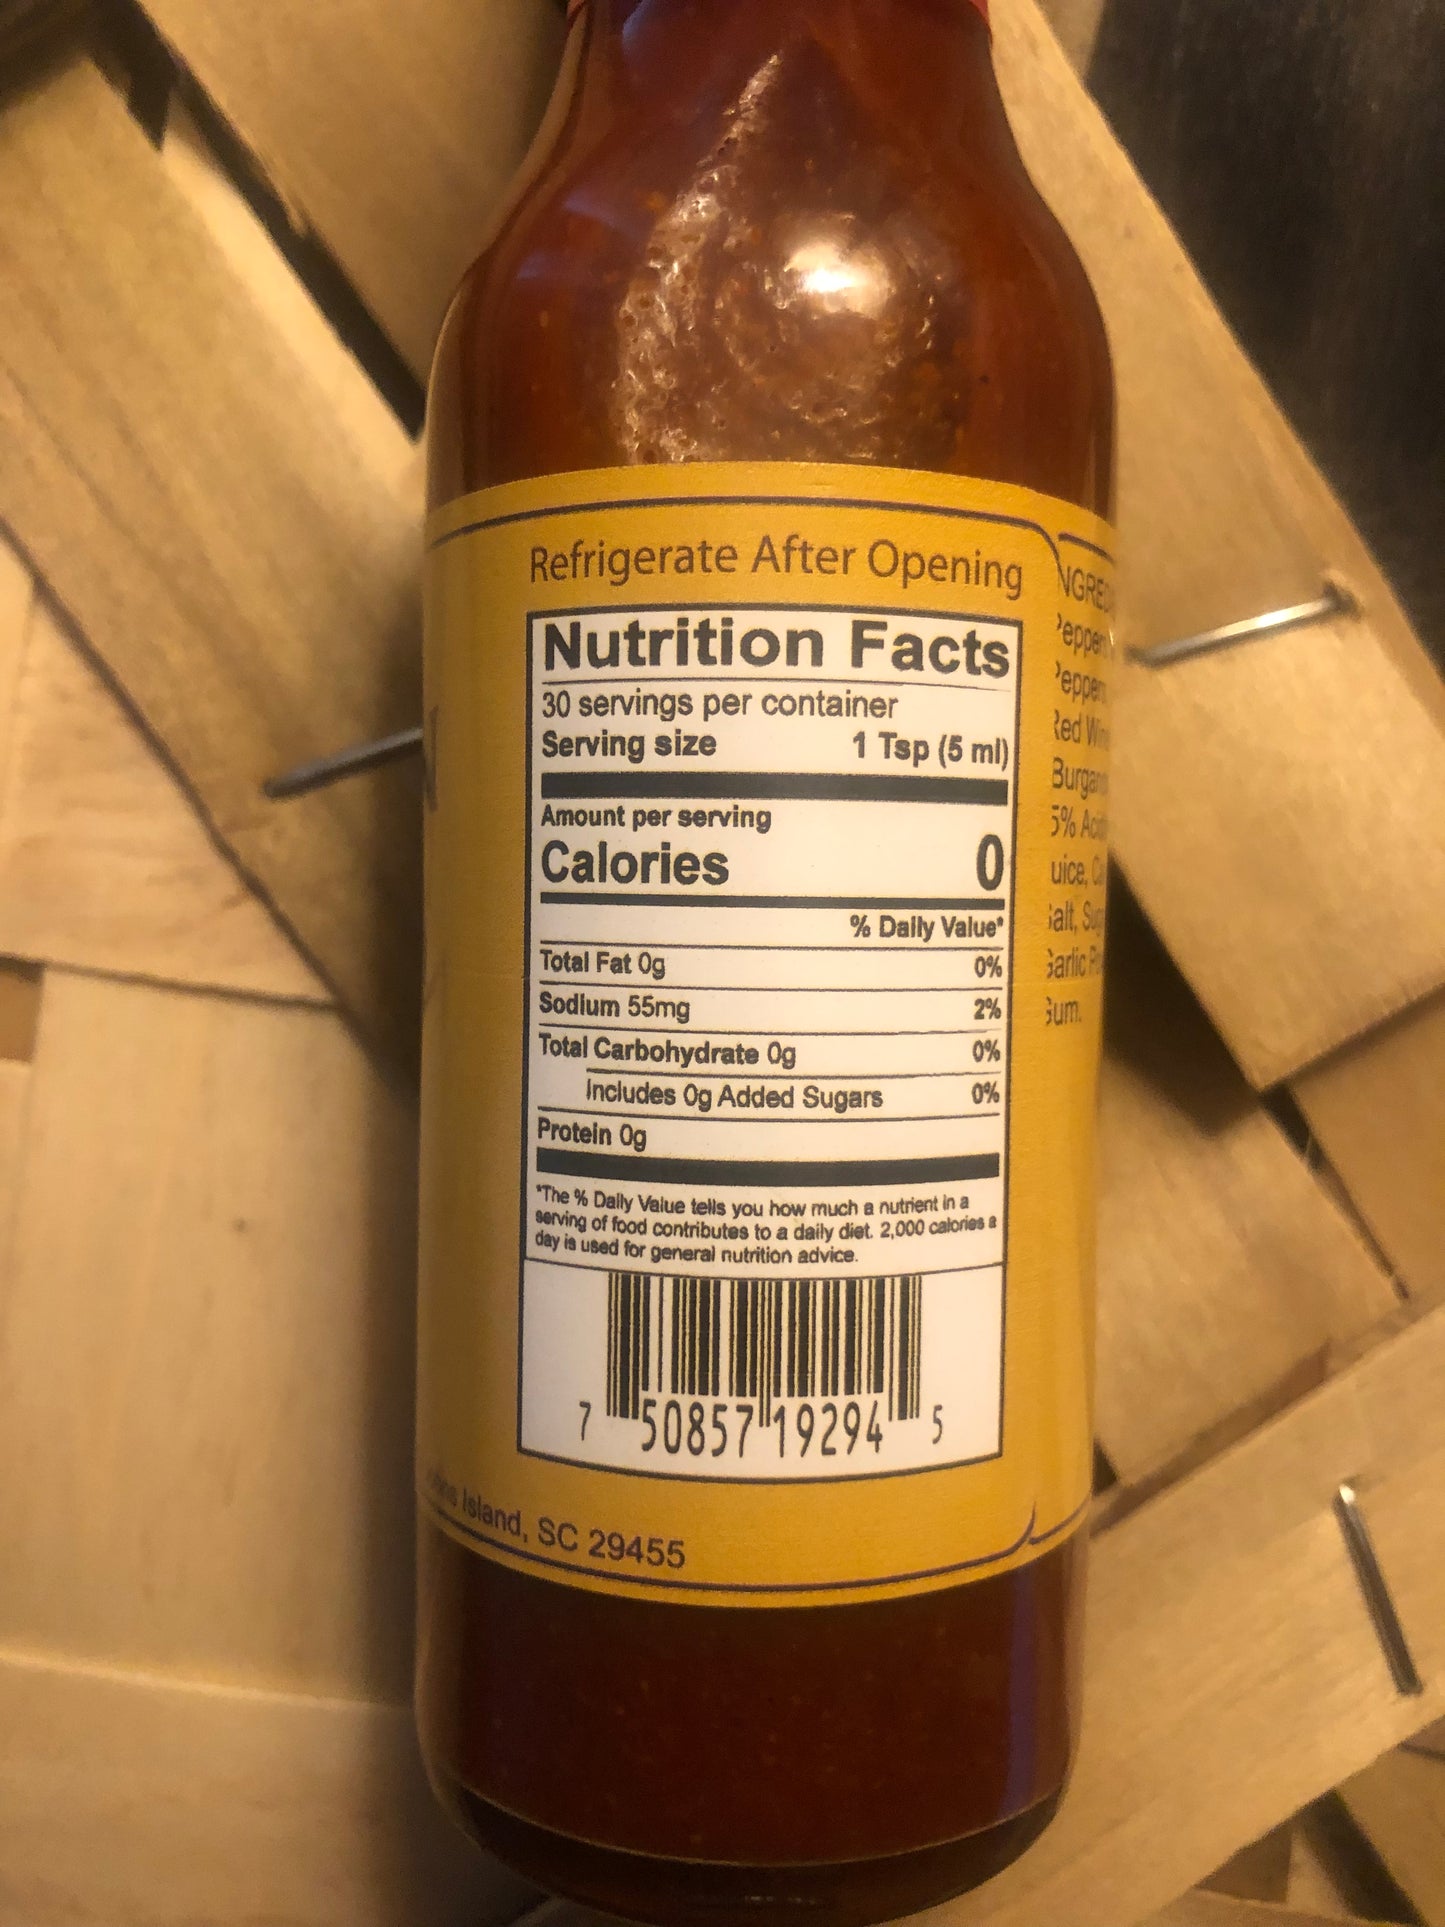 Refrigerate After Opening
Nutrition Facts
30 servings per container
Serving size 1 Tsp (5 ml)
Amount per serving
Calories 0
% Daily Value*
Total Fat 0g 0%
Sodium 55mg 2%
Total Carbohydrate 0g 0%
Includes 0g Added Sugars 0%
Protein 0g
*The % Daily Value tells you how much a nutrient in a
serving of food contributes to a daily diet. 2,000 calories a
day is used for general nutrition advice.
7 50857 19294 5
Island, SC 29455
Red
5%
Gum.